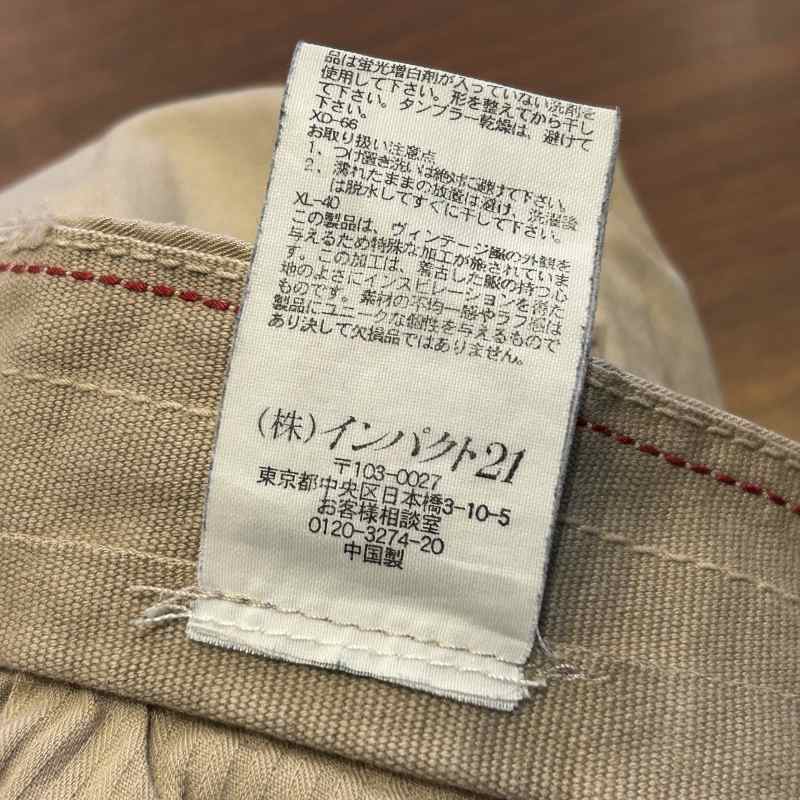 品は蛍光増白剤が入っていない洗剤を
使用して下さい。形を整えてから干し
て下さい。タンブラー乾燥は、避けて
下さい。
XD-66
お取り扱い注意点
1、つけ置き洗いは絶対ご避けて下さい。
2、濡れたままの放置は避け、洗濯後
は脱水してすぐに干して下さい。
XL-40
この製品は、ヴィンテージ風の外観を
与えるため特殊な加工が施されていま
す。この加工は、着古した服の持つ心
地のよさにインスピレーションを得た
ものです。素材の不均一感やラフ感は
製品にユニークな個性を与えるもので
あり決して欠損品ではありません。
(株)インパクト21
〒103-0027
東京都中央区日本橋3-10-5
お客様相談室
0120-3274-20
中国製